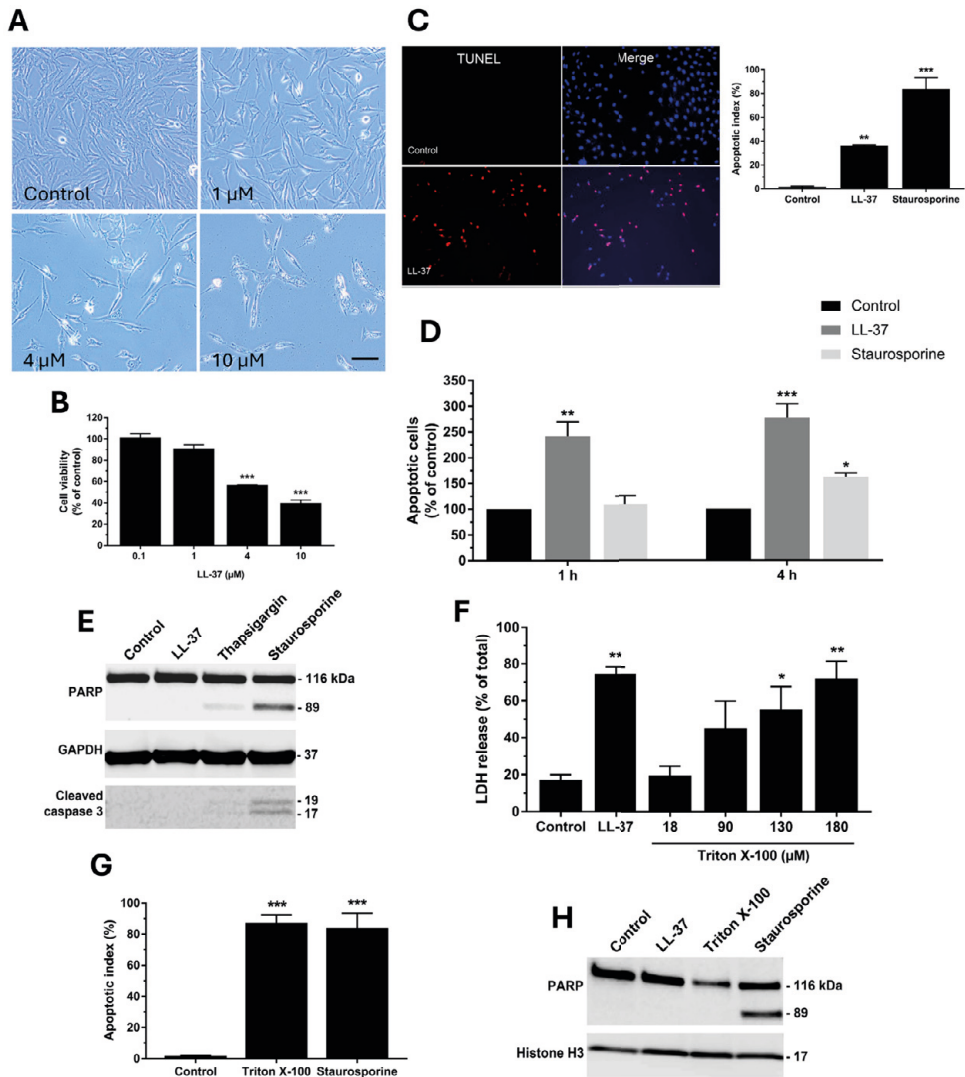 A
Control
1 µM
4 µM
10 µM
B
Cell viability
(% of control)
120
100
80
60
40
20
0
***
***
0.1
1
4
10
LL-37 (µM)
C
TUNEL
Merge
Control
LL-37
Apoptotic index (%)
100
80
60
40
20
0
**
***
Control
LL-37
Staurosporine
Control
LL-37
Staurosporine
D
Apoptotic cells
(% of control)
350
300
250
200
150
100
50
0
**
***
*
1 h
4 h
E
Control
LL-37
Thapsigargin
Staurosporine
PARP
- 116 kDa
- 89
GAPDH
- 37
Cleaved
caspase 3
- 19
- 17
F
LDH release (% of total)
100
80
60
40
20
0
**
*
**
Control
LL-37
18
90
130
180
Triton X-100 (µM)
G
Apoptotic index (%)
100
80
60
40
20
0
***
***
Control
Triton X-100
Staurosporine
H
Control
LL-37
Triton X-100
Staurosporine
PARP
- 116 kDa
- 89
Histone H3
- 17